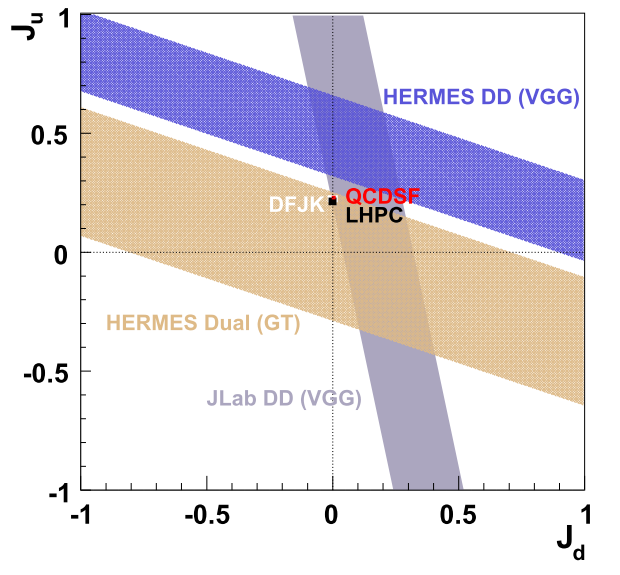 J_u
1
HERMES DD (VGG)
0.5
DFJK
QCDSF
LHPC
0
HERMES Dual (GT)
-0.5
JLab DD (VGG)
-1
-1 -0.5 0 0.5 1
J_d